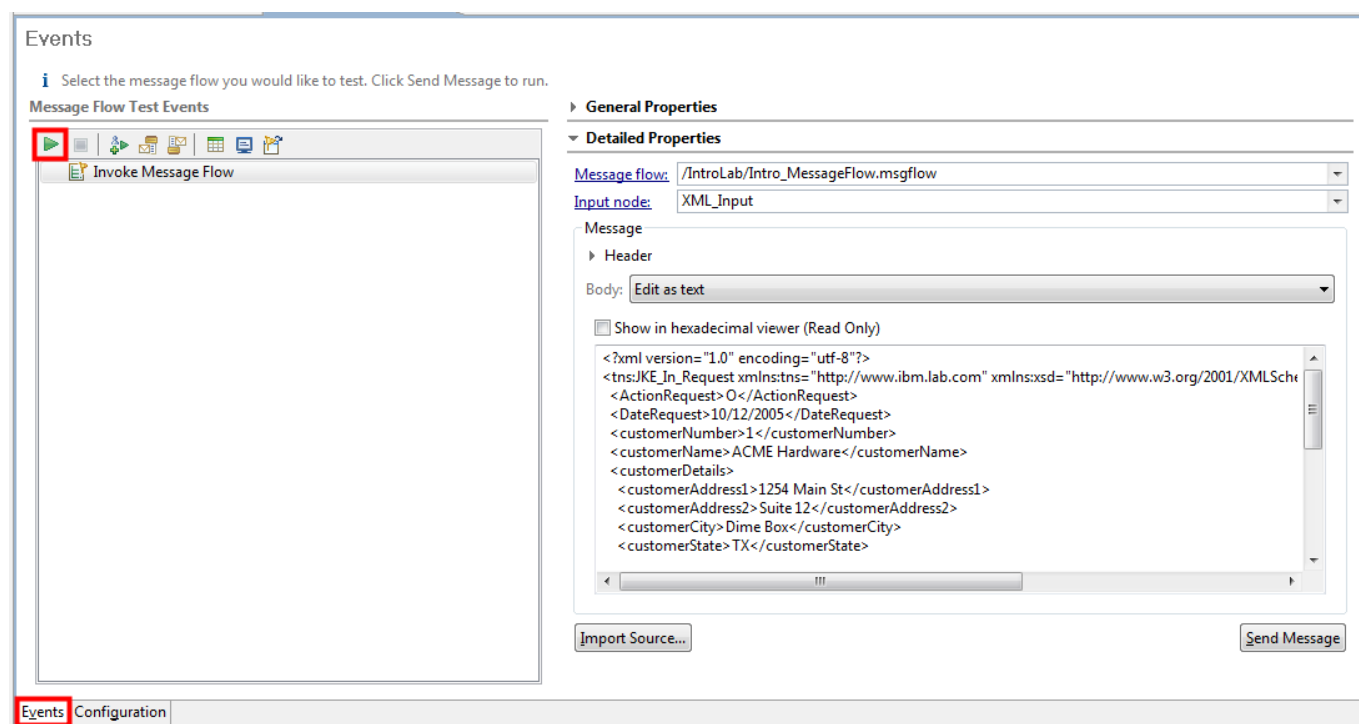 Events
i Select the message flow you would like to test. Click Send Message to run.
Message Flow Test Events
Invoke Message Flow
General Properties
Detailed Properties
Message flow: /IntroLab/Intro_MessageFlow.msgflow
Input node: XML_Input
Message
Header
Body: Edit as text
Show in hexadecimal viewer (Read Only)
<?xml version="1.0" encoding="utf-8"?>
<tns:JKE_In_Request xmlns:tns="http://www.ibm.lab.com" xmlns:xsd="http://www.w3.org/2001/XMLSche
<ActionRequest>O</ActionRequest>
<DateRequest>10/12/2005</DateRequest>
<customerNumber>1</customerNumber>
<customerName>ACME Hardware</customerName>
<customerDetails>
<customerAddress1>1254 Main St</customerAddress1>
<customerAddress2>Suite 12</customerAddress2>
<customerCity>Dime Box</customerCity>
<customerState>TX</customerState>
Import Source...
Send Message
Events Configuration